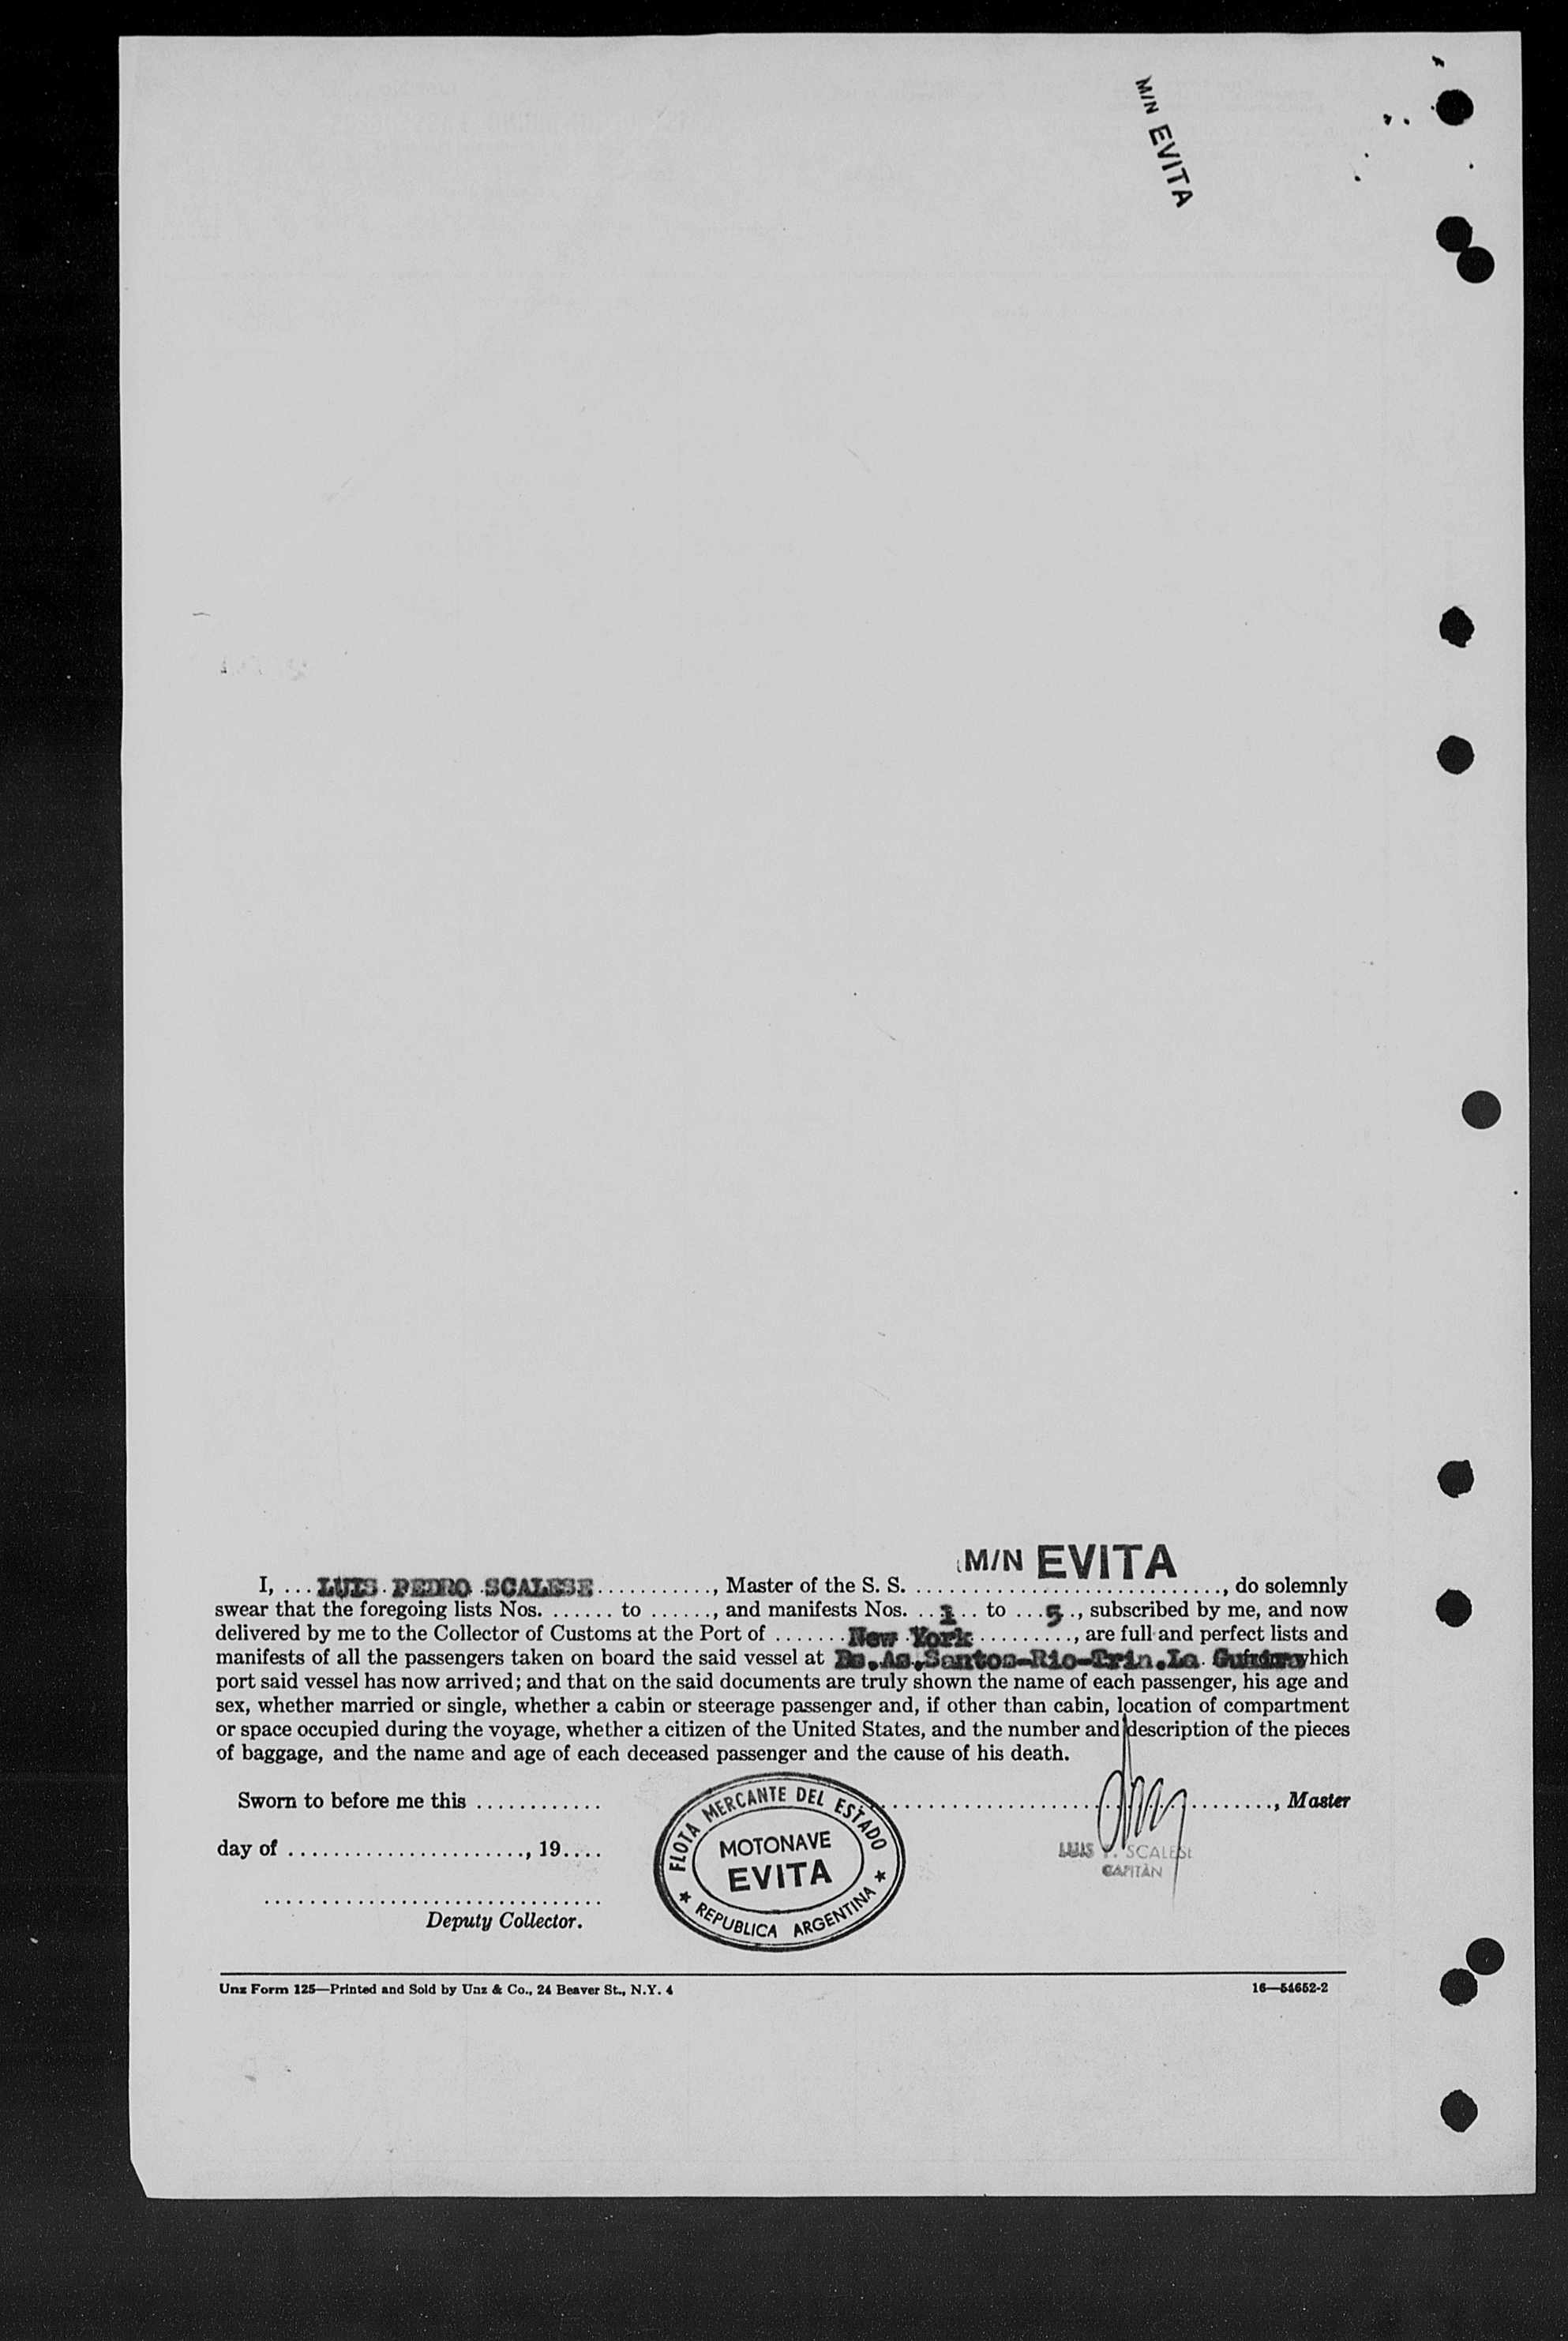 M/N EVITA
M/N EVITA
I, ... LUIS PEDRO SCALESE ..........., Master of the S. S. ............................, do solemnly
swear that the foregoing lists Nos. ...... to ......, and manifests Nos. .. 1 .. to ... 5 ., subscribed by me, and now
delivered by me to the Collector of Customs at the Port of ....... New York ........., are full and perfect lists and
manifests of all the passengers taken on board the said vessel at Bs.As.Santos-Rio-Trin.La which
port said vessel has now arrived; and that on the said documents are truly shown the name of each passenger, his age and
sex, whether married or single, whether a cabin or steerage passenger and, if other than cabin, location of compartment
or space occupied during the voyage, whether a citizen of the United States, and the number and description of the pieces
of baggage, and the name and age of each deceased passenger and the cause of his death.
Sworn to before me this ............
..................................., Master
day of ....................., 19....
LUIS P. SCALESE
CAPITÀN
..............................
Deputy Collector.
FLOTA MERCANTE DEL ESTADO
MOTONAVE
EVITA
★ REPUBLICA ARGENTINA ★
Unz Form 125—Printed and Sold by Unz & Co., 24 Beaver St., N.Y. 4
16—54652-2